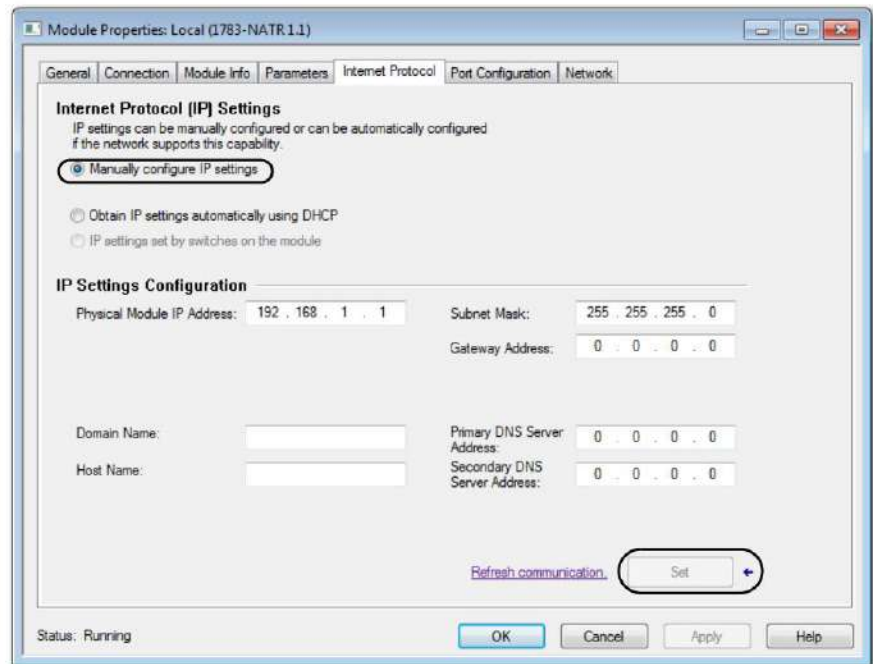 Module Properties: Local (1783-NATR 1.1)
General Connection Module Info Parameters Internet Protocol Port Configuration Network
Internet Protocol (IP) Settings
IP settings can be manually configured or can be automatically configured
if the network supports this capability.
Manually configure IP settings
Obtain IP settings automatically using DHCP
IP settings set by switches on the module
IP Settings Configuration
Physical Module IP Address: 192 . 168 . 1 . 1 Subnet Mask: 255 . 255 . 255 . 0
Gateway Address: 0 . 0 . 0 . 0
Domain Name: Primary DNS Server
Address: 0 . 0 . 0 . 0
Host Name: Secondary DNS
Server Address: 0 . 0 . 0 . 0
Refresh communication. Set
Status: Running OK Cancel Apply Help